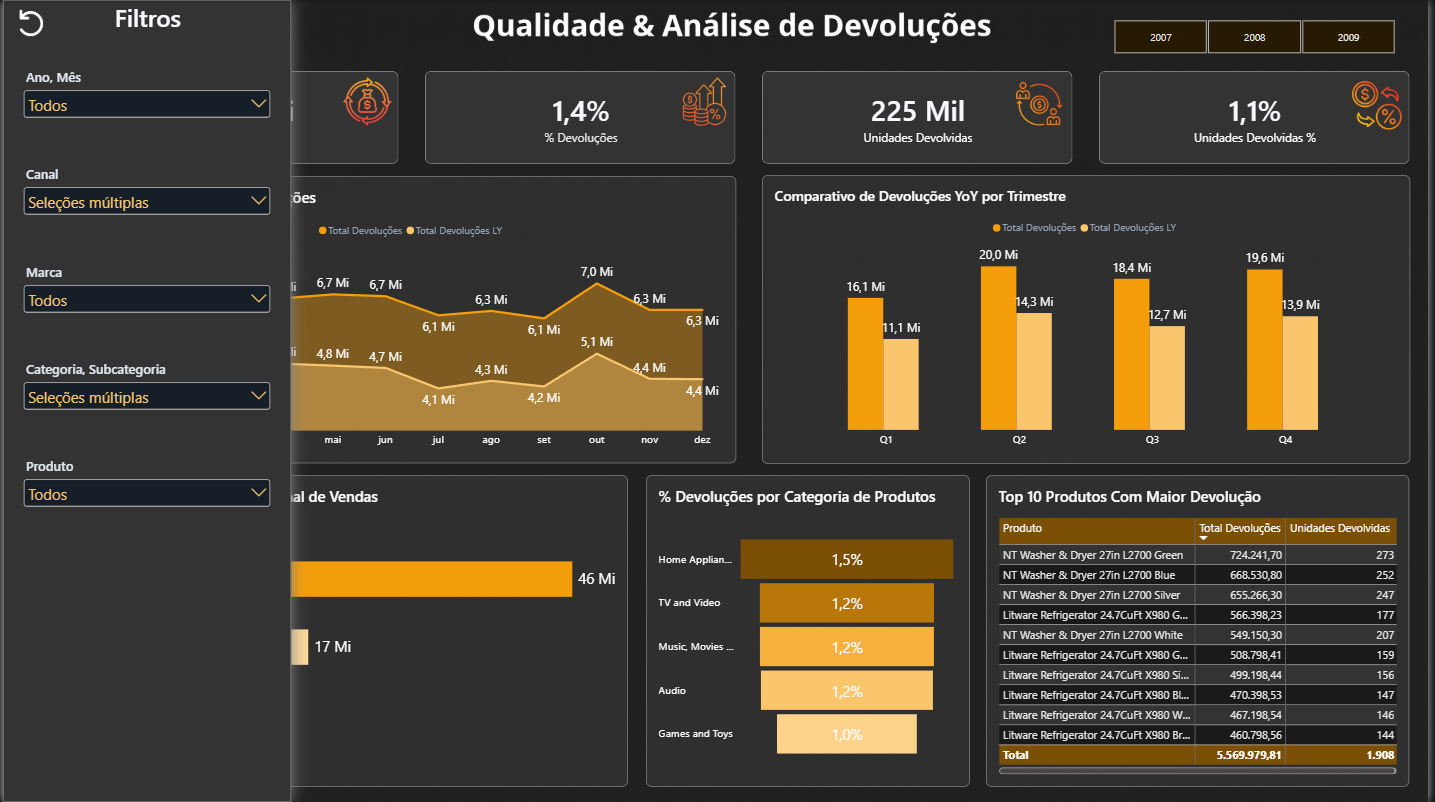 Filtros
Ano, Mês
Todos
Canal
Seleções múltiplas
Marca
Todos
Categoria, Subcategoria
Seleções múltiplas
Produto
Todos
Qualidade & Análise de Devoluções
2007 2008 2009
1,4%
% Devoluções
225 Mil
Unidades Devolvidas
1,1%
Unidades Devolvidas %
ções
Total Devoluções Total Devoluções LY
6,7 Mi 6,7 Mi 6,1 Mi 6,3 Mi 6,1 Mi 7,0 Mi 6,3 Mi 6,3 Mi
4,8 Mi 4,7 Mi 4,1 Mi 4,3 Mi 4,2 Mi 5,1 Mi 4,4 Mi 4,4 Mi
mai jun jul ago set out nov dez
Comparativo de Devoluções YoY por Trimestre
Total Devoluções Total Devoluções LY
16,1 Mi 11,1 Mi 20,0 Mi 14,3 Mi 18,4 Mi 12,7 Mi 19,6 Mi 13,9 Mi
Q1 Q2 Q3 Q4
al de Vendas
46 Mi
17 Mi
% Devoluções por Categoria de Produtos
Home Applian... 1,5%
TV and Video 1,2%
Music, Movies ... 1,2%
Audio 1,2%
Games and Toys 1,0%
Top 10 Produtos Com Maior Devolução
Produto Total Devoluções Unidades Devolvidas
NT Washer & Dryer 27in L2700 Green 724.241,70 273
NT Washer & Dryer 27in L2700 Blue 668.530,80 252
NT Washer & Dryer 27in L2700 Silver 655.266,30 247
Litware Refrigerator 24.7CuFt X980 G... 566.398,23 177
NT Washer & Dryer 27in L2700 White 549.150,30 207
Litware Refrigerator 24.7CuFt X980 G... 508.798,41 159
Litware Refrigerator 24.7CuFt X980 Si... 499.198,44 156
Litware Refrigerator 24.7CuFt X980 Bl... 470.398,53 147
Litware Refrigerator 24.7CuFt X980 W... 467.198,54 146
Litware Refrigerator 24.7CuFt X980 Br... 460.798,56 144
Total 5.569.979,81 1.908